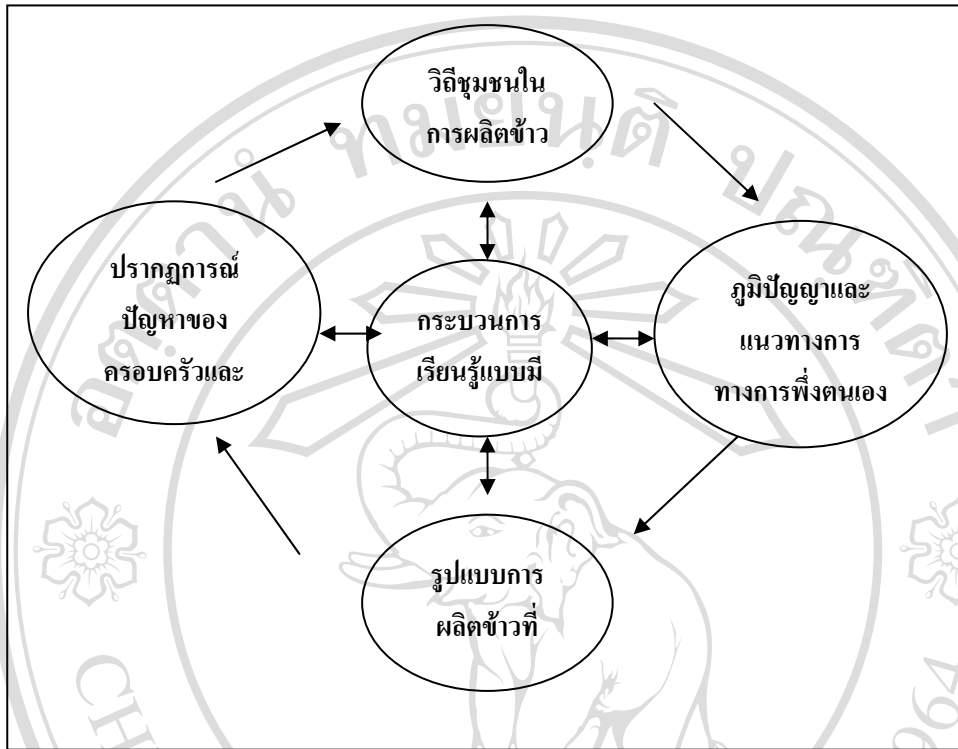 วิถีชุมชนใน
การผลิตข้าว
ปรากฏการณ์
ปัญหาของ
ครอบครัวและ
กระบวนการ
เรียนรู้แบบมี
ภูมิปัญญาและ
แนวทางการ
ทางการพึ่งตนเอง
รูปแบบการ
ผลิตข้าวที่
CH
1964